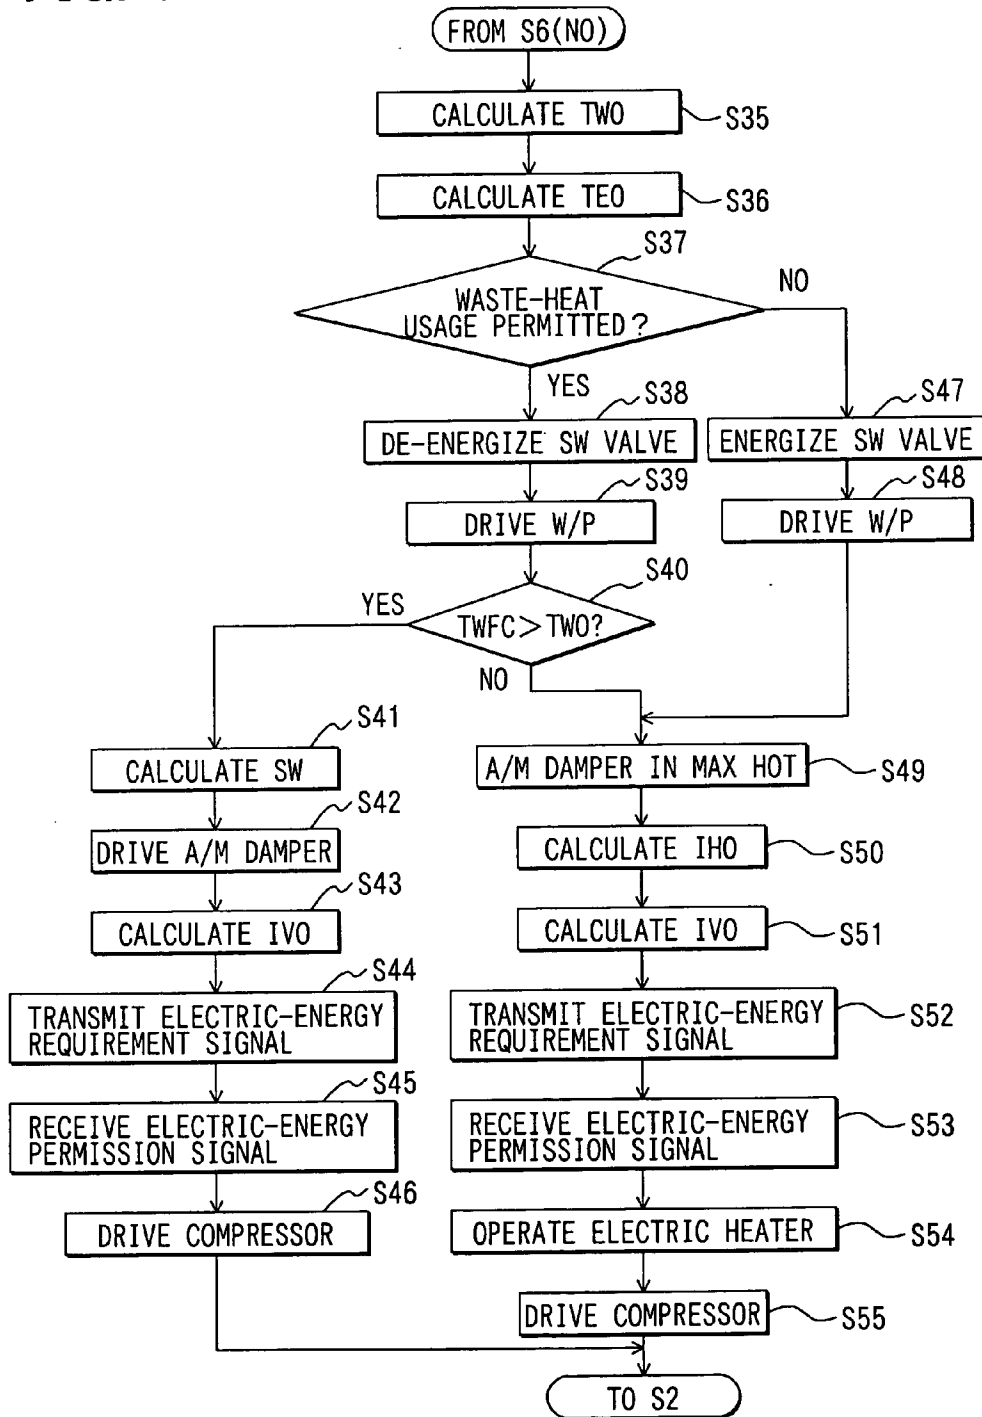 FROM S6(NO)
CALCULATE TWO
S35
CALCULATE TEO
S36
S37
WASTE-HEAT
USAGE PERMITTED?
NO
YES
S38
DE-ENERGIZE SW VALVE
S47
ENERGIZE SW VALVE
S39
DRIVE W/P
S48
DRIVE W/P
S40
TWFC>TWO?
YES
NO
S41
CALCULATE SW
S42
DRIVE A/M DAMPER
S43
CALCULATE IVO
S44
TRANSMIT ELECTRIC-ENERGY
REQUIREMENT SIGNAL
S45
RECEIVE ELECTRIC-ENERGY
PERMISSION SIGNAL
S46
DRIVE COMPRESSOR
A/M DAMPER IN MAX HOT
S49
CALCULATE IHO
S50
CALCULATE IVO
S51
TRANSMIT ELECTRIC-ENERGY
REQUIREMENT SIGNAL
S52
RECEIVE ELECTRIC-ENERGY
PERMISSION SIGNAL
S53
OPERATE ELECTRIC HEATER
S54
DRIVE COMPRESSOR
S55
TO S2